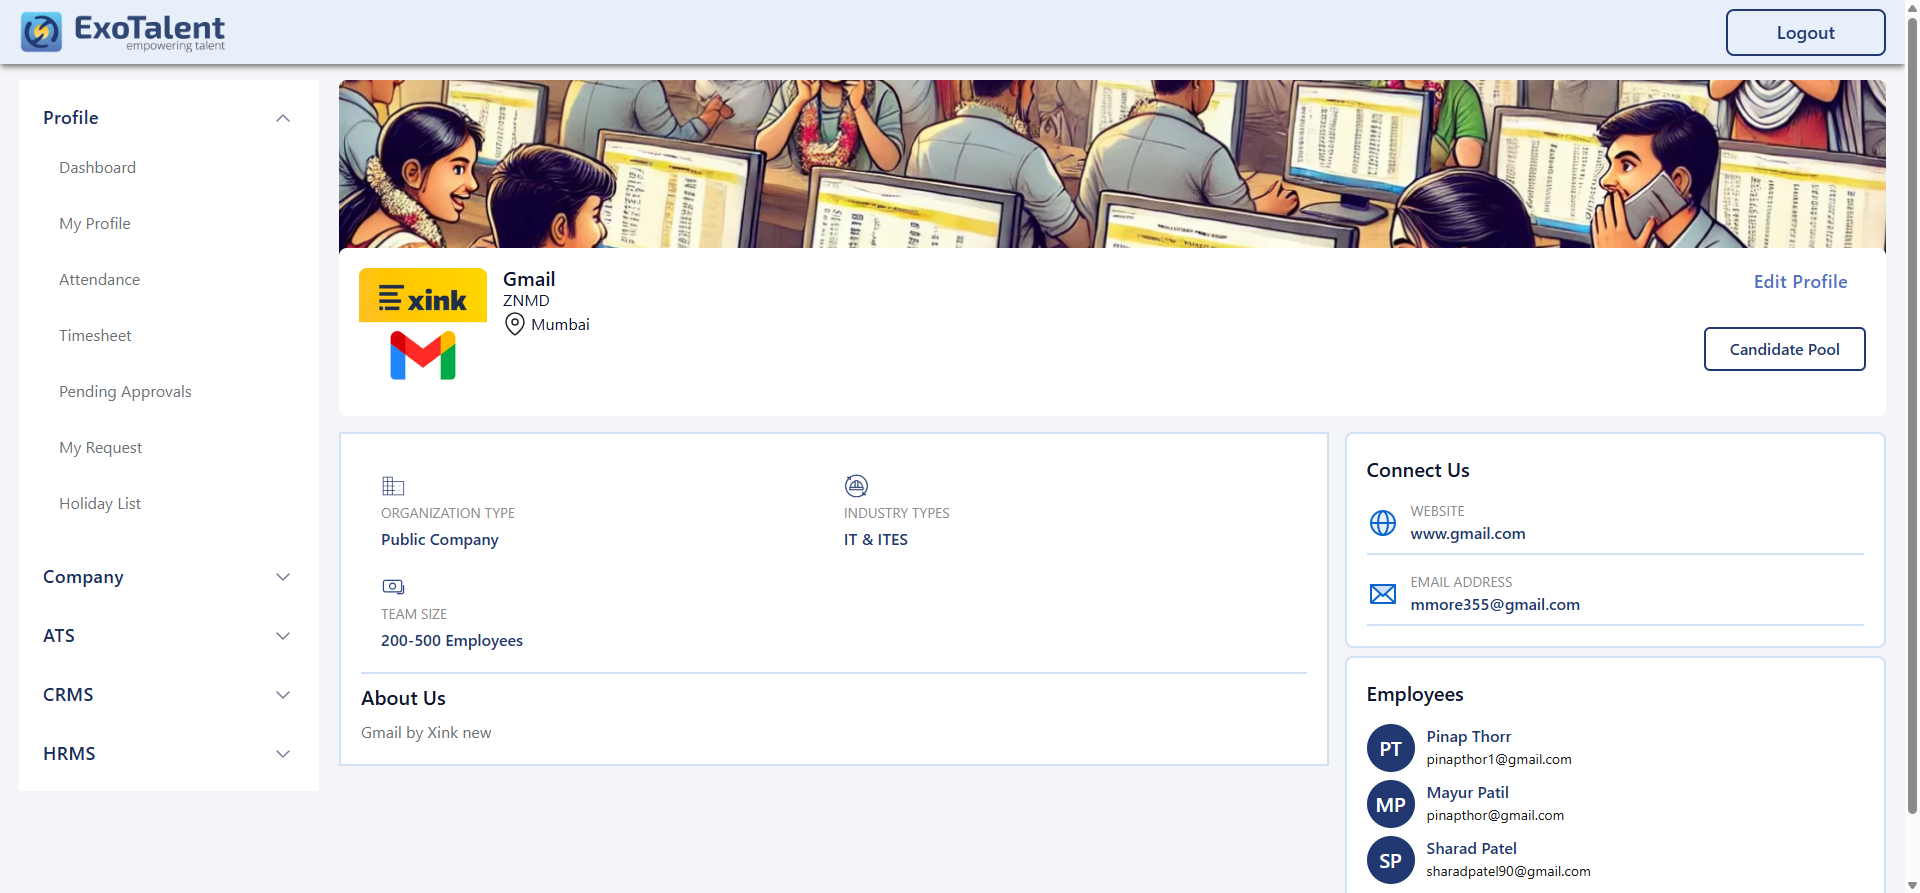 ExoTalent
empowering talent
Logout
Profile
Dashboard
My Profile
Attendance
Timesheet
Pending Approvals
My Request
Holiday List
Company
ATS
CRMS
HRMS
xink
Gmail
ZNMD
Mumbai
Edit Profile
Candidate Pool
ORGANIZATION TYPE
Public Company
INDUSTRY TYPES
IT & ITES
TEAM SIZE
200-500 Employees
About Us
Gmail by Xink new
Connect Us
WEBSITE
www.gmail.com
EMAIL ADDRESS
mmore355@gmail.com
Employees
PT
Pinap Thorr
pinapthor1@gmail.com
MP
Mayur Patil
pinapthor@gmail.com
SP
Sharad Patel
sharadpatel90@gmail.com